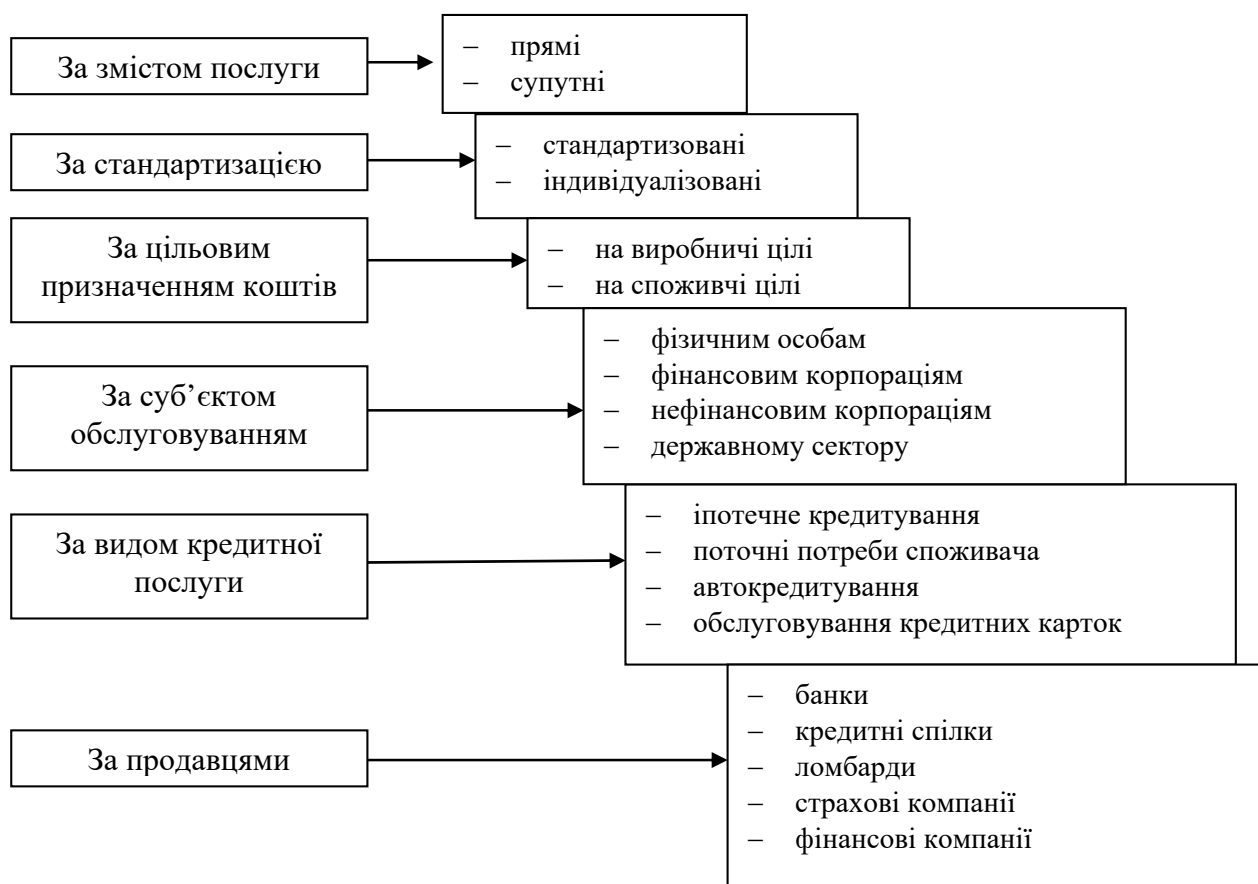 За змістом послуги
– прямі
– супутні
За стандартизацією
– стандартизовані
– індивідуалізовані
За цільовим
призначенням коштів
– на виробничі цілі
– на споживчі цілі
За суб’єктом
обслуговуванням
– фізичним особам
– фінансовим корпораціям
– нефінансовим корпораціям
– державному сектору
За видом кредитної
послуги
– іпотечне кредитування
– поточні потреби споживача
– автокредитування
– обслуговування кредитних карток
За продавцями
– банки
– кредитні спілки
– ломбарди
– страхові компанії
– фінансові компанії